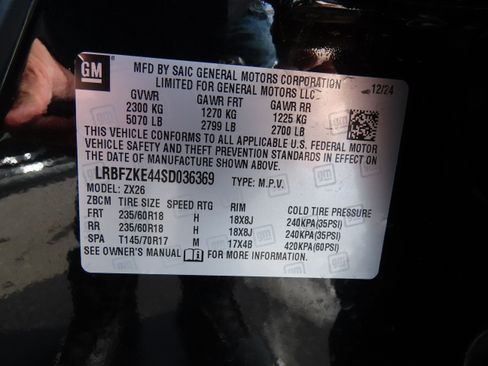 GM
MFD BY SAIC GENERAL MOTORS CORPORATION
LIMITED FOR GENERAL MOTORS LLC
12/24
GVWR GAWR FRT GAWR RR
2300 KG 1270 KG 1225 KG
5070 LB 2799 LB 2700 LB
THIS VEHICLE CONFORMS TO ALL APPLICABLE U.S. FEDERAL MOTOR
VEHICLE SAFETY AND THEFT PREVENTION STANDARDS IN EFFECT ON
THE DATE OF MANUFACTURE SHOWN ABOVE.
LRBFZKE44SD036369 TYPE: M.P.V.
MODEL: ZX26
ZBCM TIRE SIZE SPEED RTG RIM COLD TIRE PRESSURE
FRT 235/60R18 H 18X8J 240KPA(35PSI)
RR 235/60R18 H 18X8J 240KPA(35PSI)
SPA T145/70R17 M 17X4B 420KPA(60PSI)
SEE OWNER'S MANUAL FOR MORE INFORMATION.